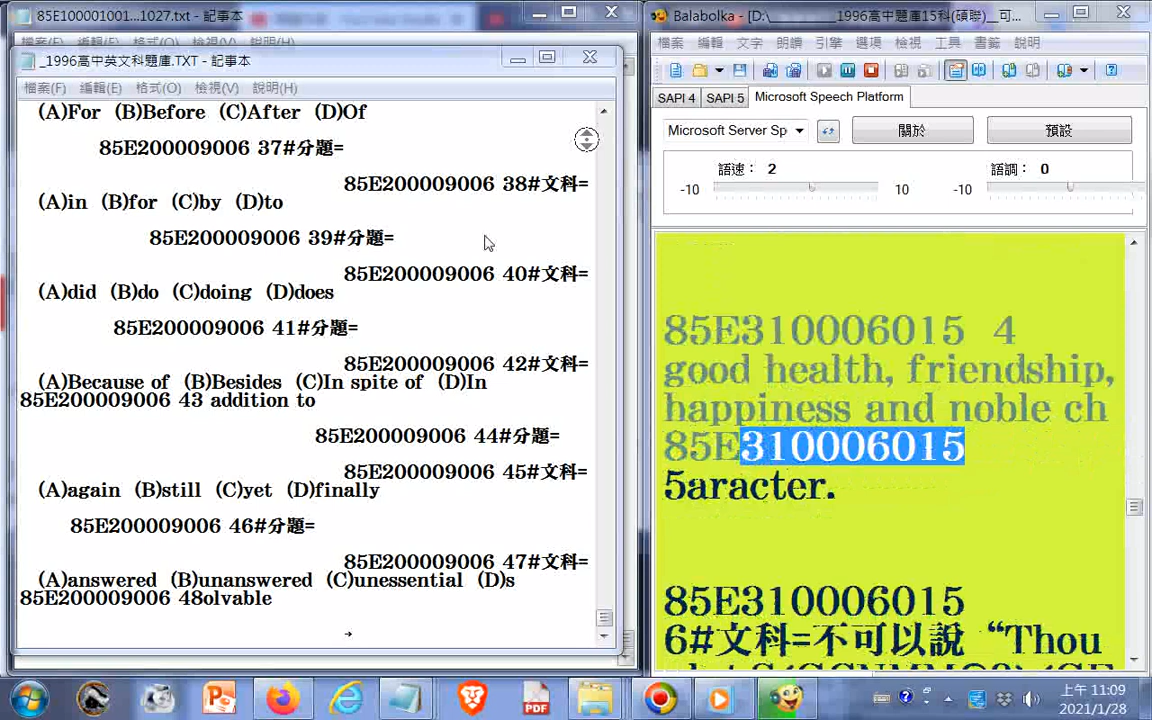 85E100001001...1027.txt - 記事本
_1996高中英文科題庫.TXT - 記事本
檔案(F) 編輯(E) 格式(O) 檢視(V) 說明(H)
(A)For (B)Before (C)After (D)Of
85E200009006 37#分題=
85E200009006 38#文科=
(A)in (B)for (C)by (D)to
85E200009006 39#分題=
85E200009006 40#文科=
(A)did (B)do (C)doing (D)does
85E200009006 41#分題=
85E200009006 42#文科=
(A)Because of (B)Besides (C)In spite of (D)In
85E200009006 43 addition to
85E200009006 44#分題=
85E200009006 45#文科=
(A)again (B)still (C)yet (D)finally
85E200009006 46#分題=
85E200009006 47#文科=
(A)answered (B)unanswered (C)unessential (D)s
85E200009006 48olvable
Balabolka - [D:\________1996高中題庫15科(碩聯)__可...
檔案 編輯 文字 朗讀 引擎 選項 檢視 工具 書籤 說明
SAPI 4 SAPI 5 Microsoft Speech Platform
Microsoft Server Sp 關於 預設
語速： 2 語調： 0
-10 10 -10
85E310006015 4
good health, friendship,
happiness and noble ch
85E310006015
5aracter.
85E310006015
6#文科=不可以說“Thou
PDF
上午 11:09
2021/1/28